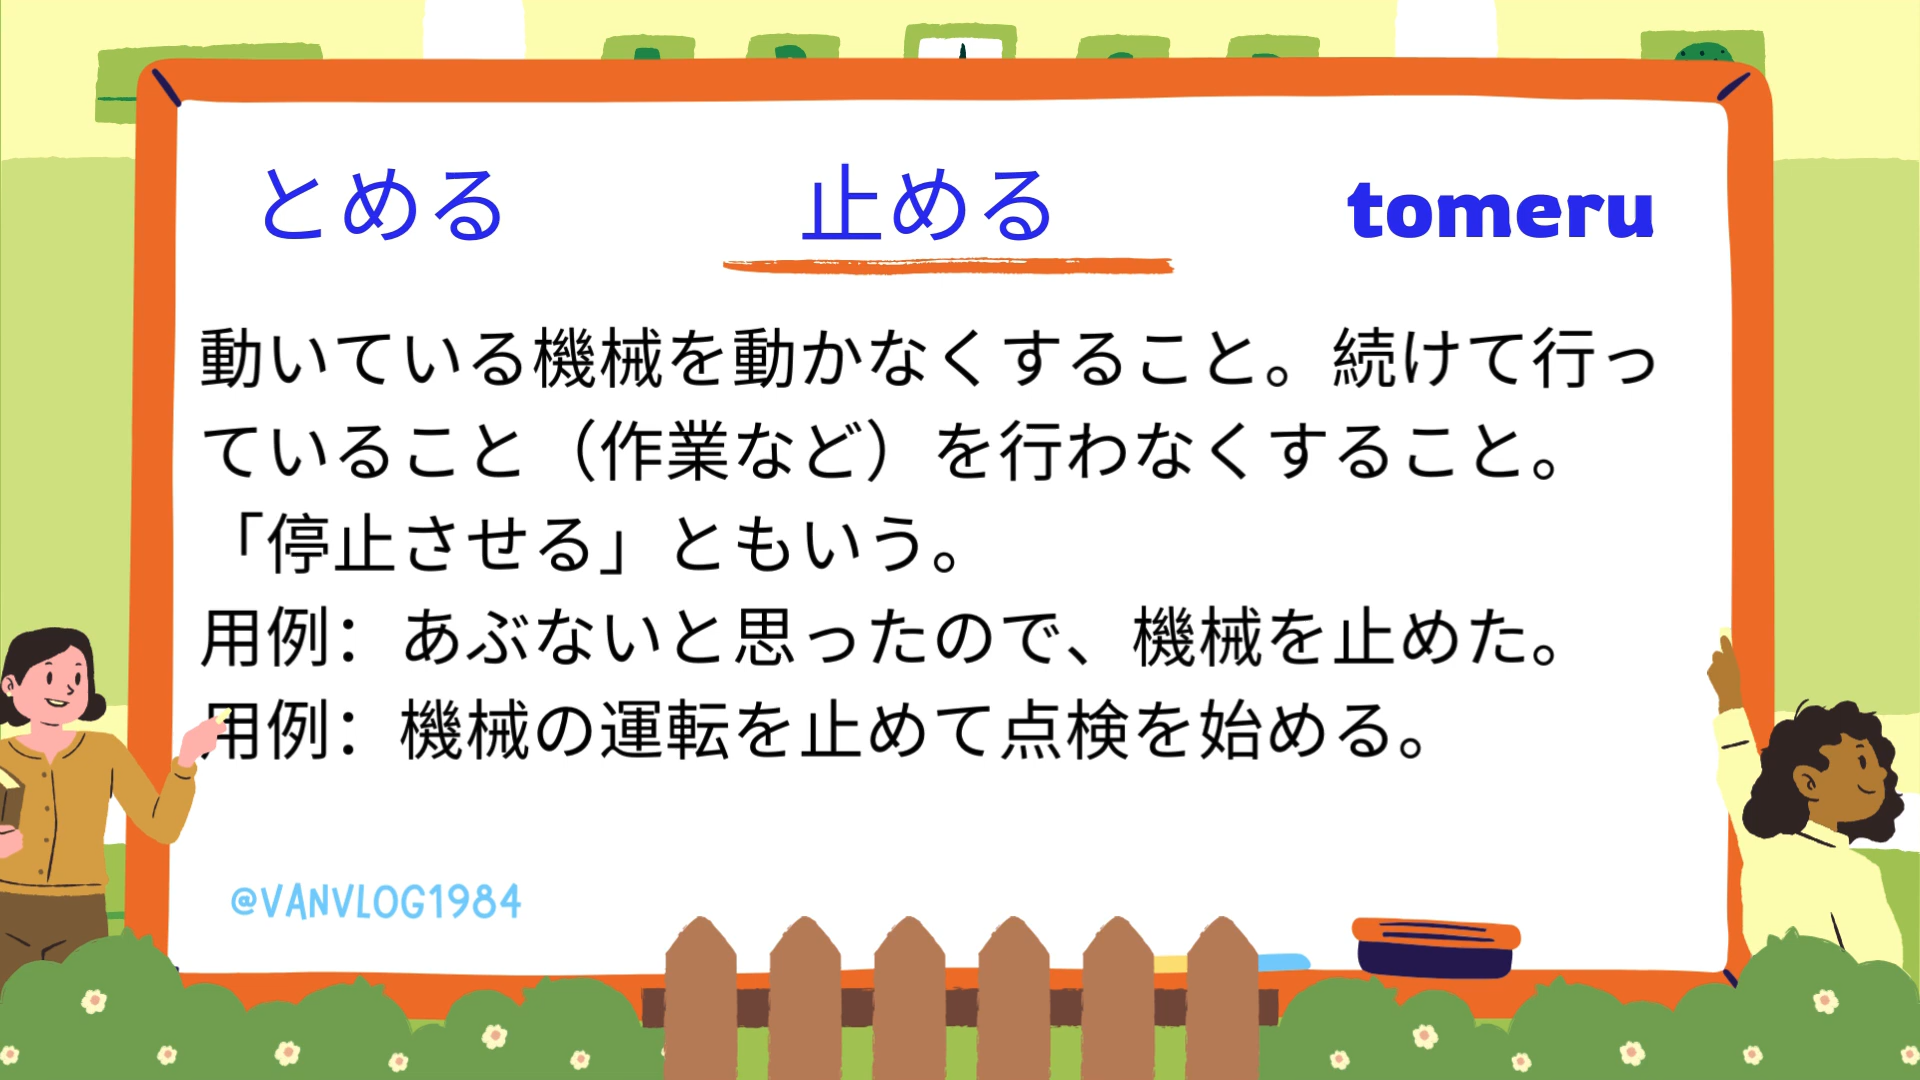 とめる 止める tomeru
動いている機械を動かなくすること。続けて行っ
ていること（作業など）を行わなくすること。
「停止させる」ともいう。
用例：あぶないと思ったので、機械を止めた。
用例：機械の運転を止めて点検を始める。
@VANVLOG1984